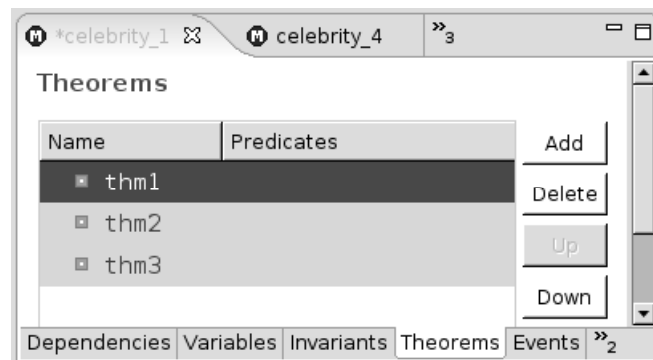 *celebrity_1 celebrity_4 »3
Theorems
Name Predicates
Add
thm1
Delete
thm2
Up
thm3
Down
Dependencies Variables Invariants Theorems Events »2